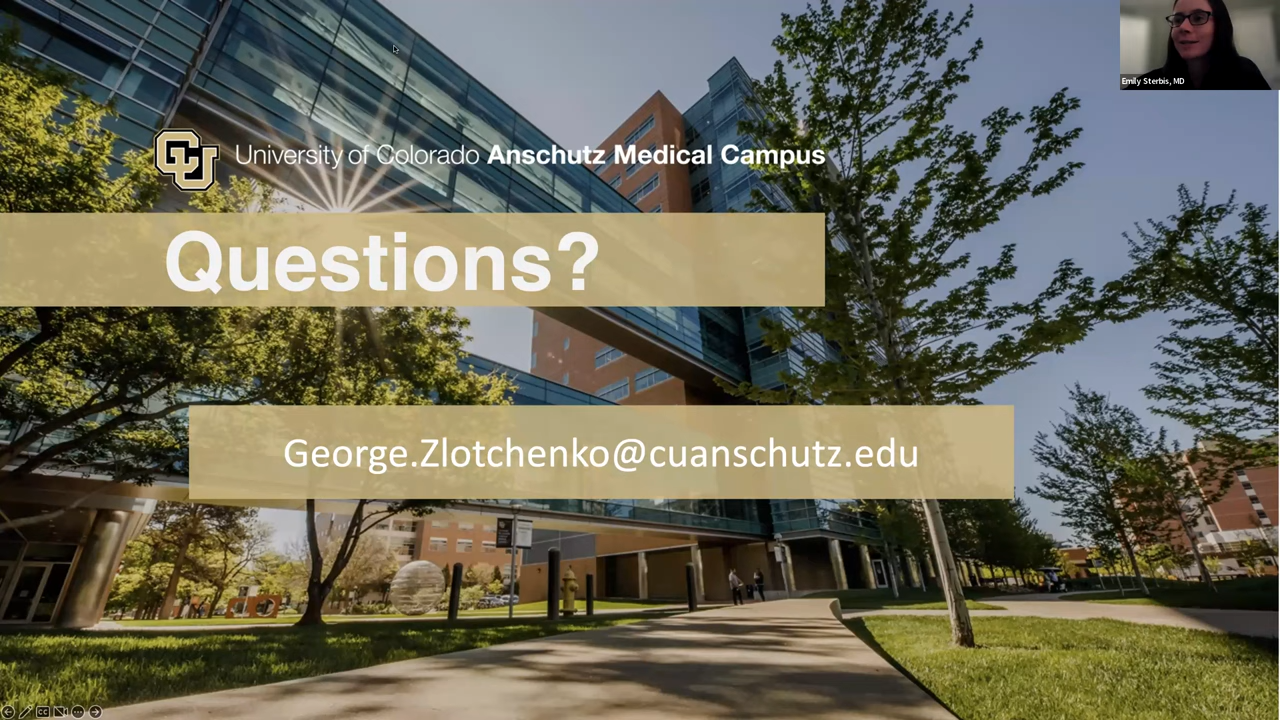 Emily Sterbis, MD
University of Colorado Anschutz Medical Campus
Questions?
George.Zlotchenko@cuanschutz.edu